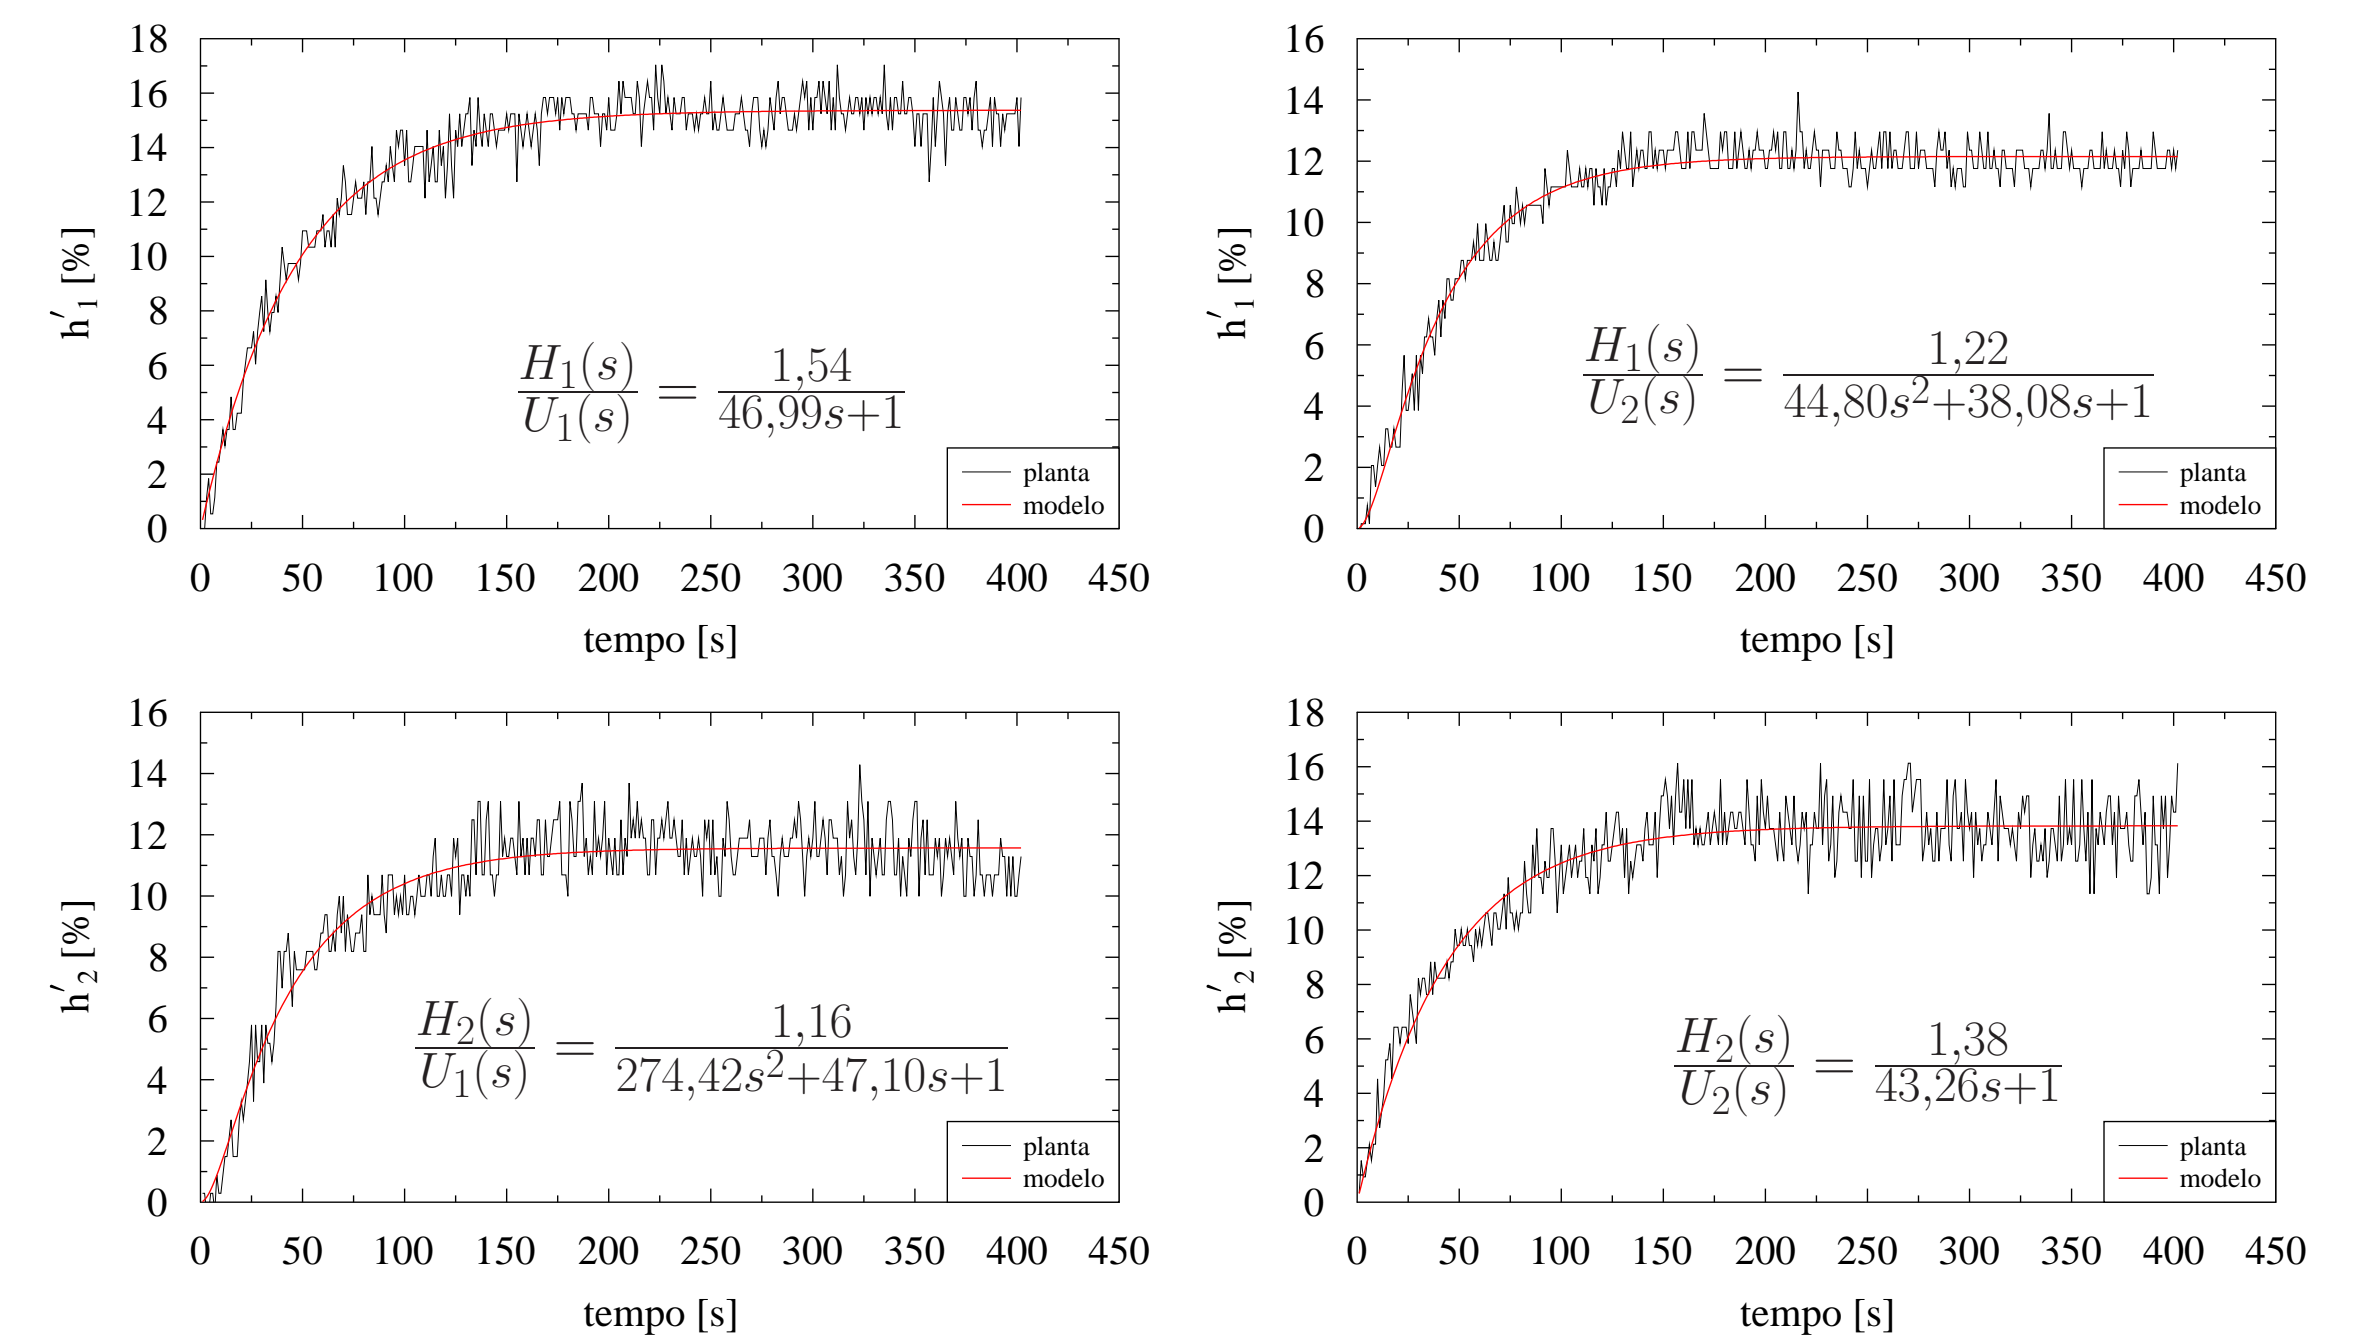 18
16
14
12
10
8
6
4
2
0
h′1 [%]
H1(s)/U1(s) = 1,54/46,99s+1
planta
modelo
0 50 100 150 200 250 300 350 400 450
tempo [s]
16
14
12
10
8
6
4
2
0
h′1 [%]
H1(s)/U2(s) = 1,22/44,80s²+38,08s+1
planta
modelo
0 50 100 150 200 250 300 350 400 450
tempo [s]
16
14
12
10
8
6
4
2
0
h′2 [%]
H2(s)/U1(s) = 1,16/274,42s²+47,10s+1
planta
modelo
0 50 100 150 200 250 300 350 400 450
tempo [s]
18
16
14
12
10
8
6
4
2
0
h′2 [%]
H2(s)/U2(s) = 1,38/43,26s+1
planta
modelo
0 50 100 150 200 250 300 350 400 450
tempo [s]